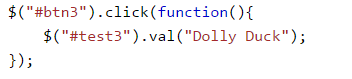 $("#btn3").click(function(){
    $("#test3").val("Dolly Duck");
});